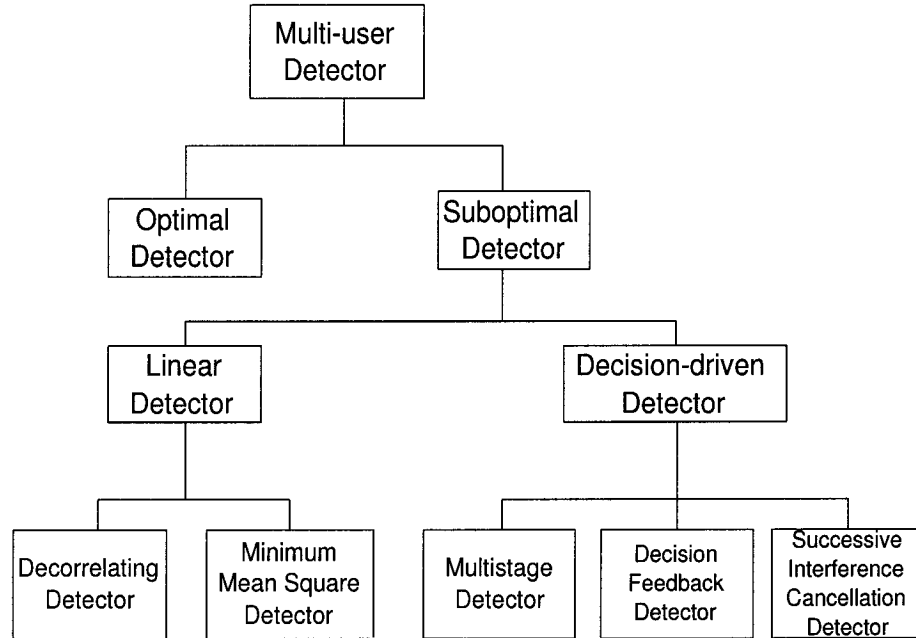 Multi-user
Detector
Optimal
Detector
Suboptimal
Detector
Linear
Detector
Decision-driven
Detector
Decorrelating
Detector
Minimum
Mean Square
Detector
Multistage
Detector
Decision
Feedback
Detector
Successive
Interference
Cancellation
Detector